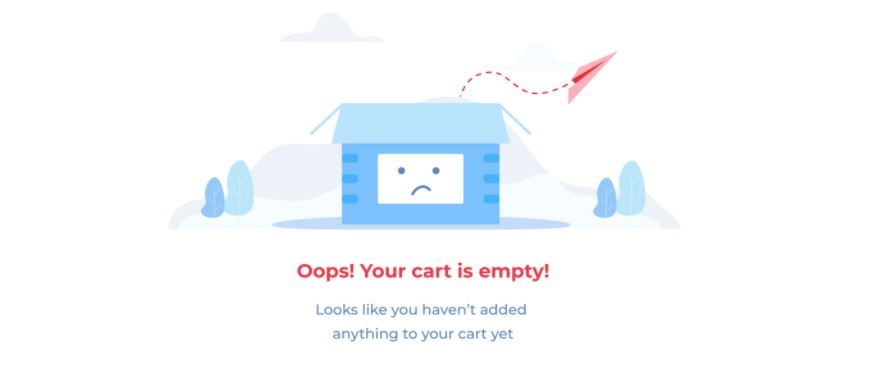 Oops! Your cart is empty!
Looks like you haven’t added
anything to your cart yet